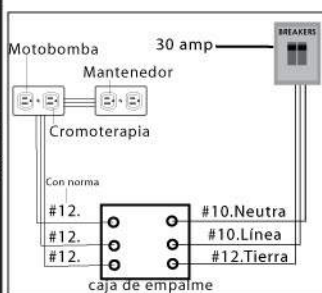 BREAKERS
30 amp
Motobomba
Mantenedor
Cromoterapia
Con norma
#12.
#12.
#12.
#10.Neutra
#10.Línea
#12.Tierra
caja de empalme